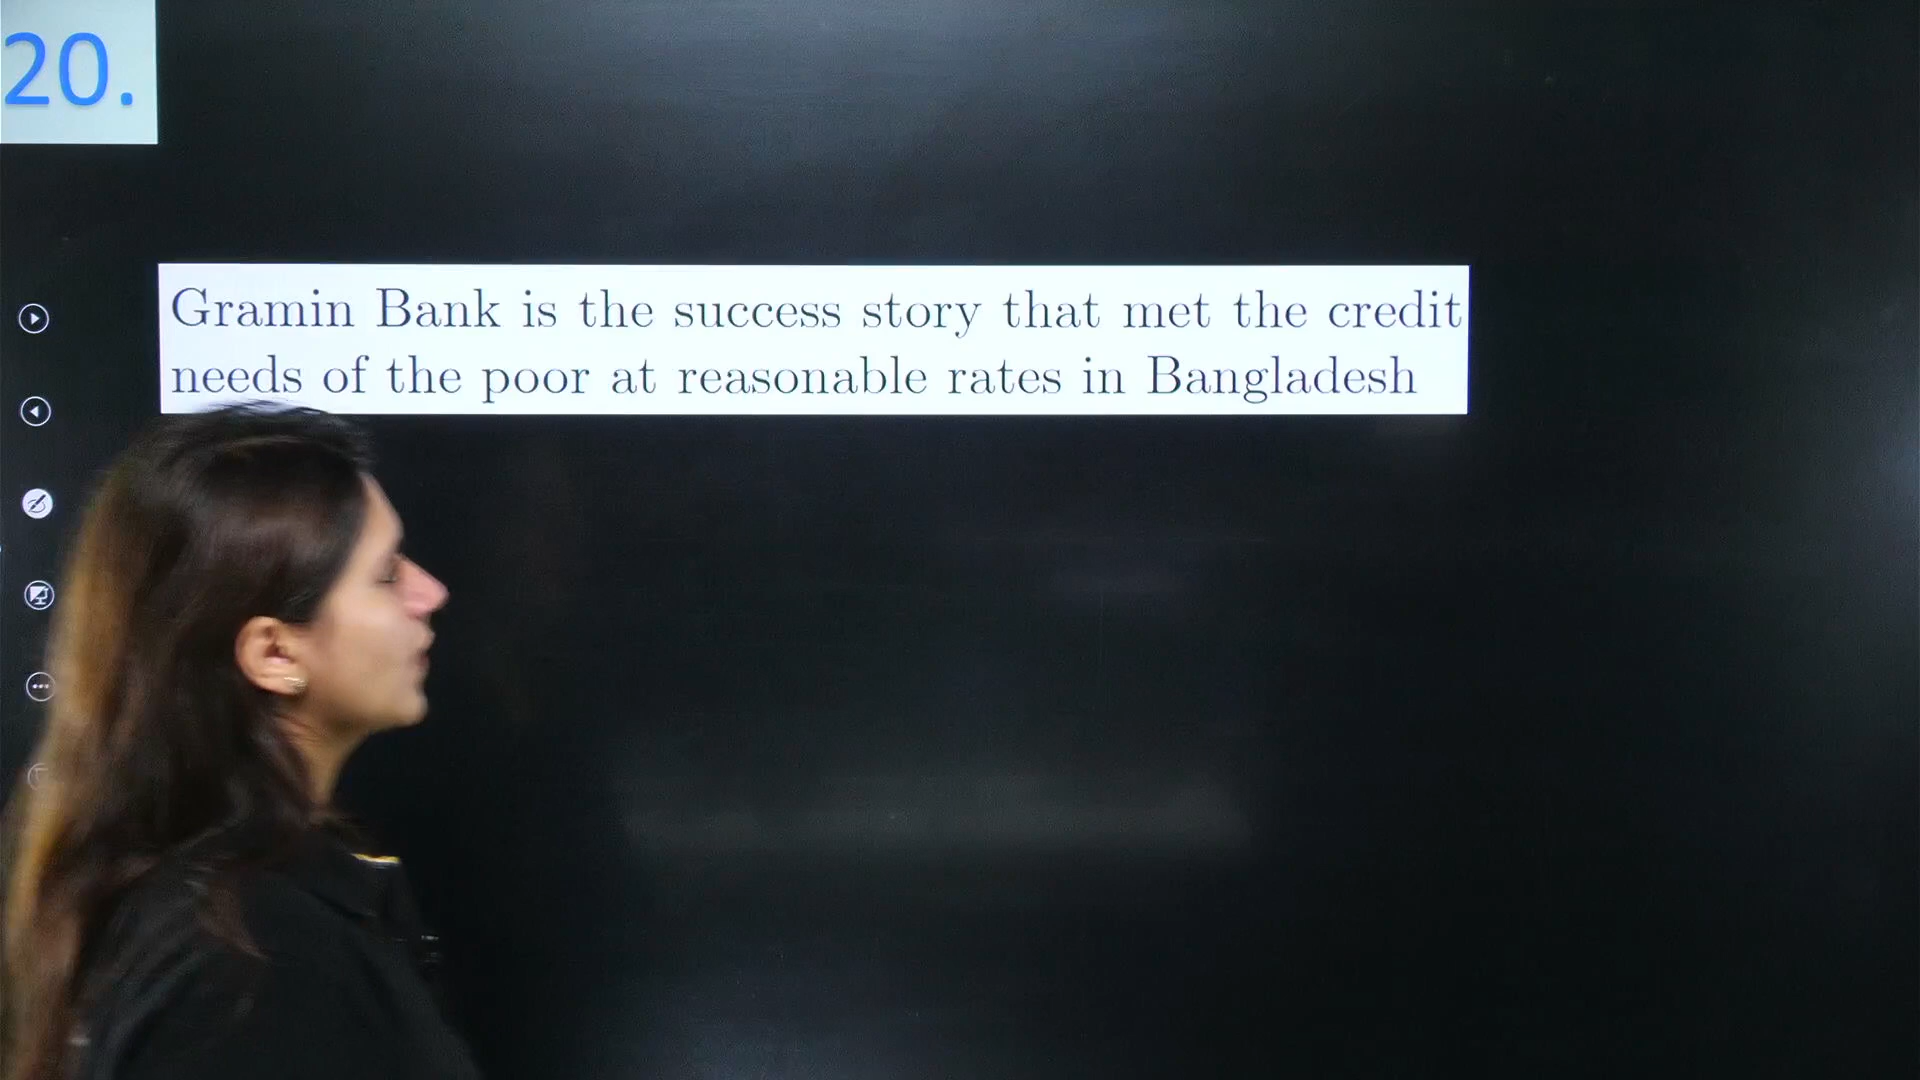 20.
Gramin Bank is the success story that met the credit
needs of the poor at reasonable rates in Bangladesh